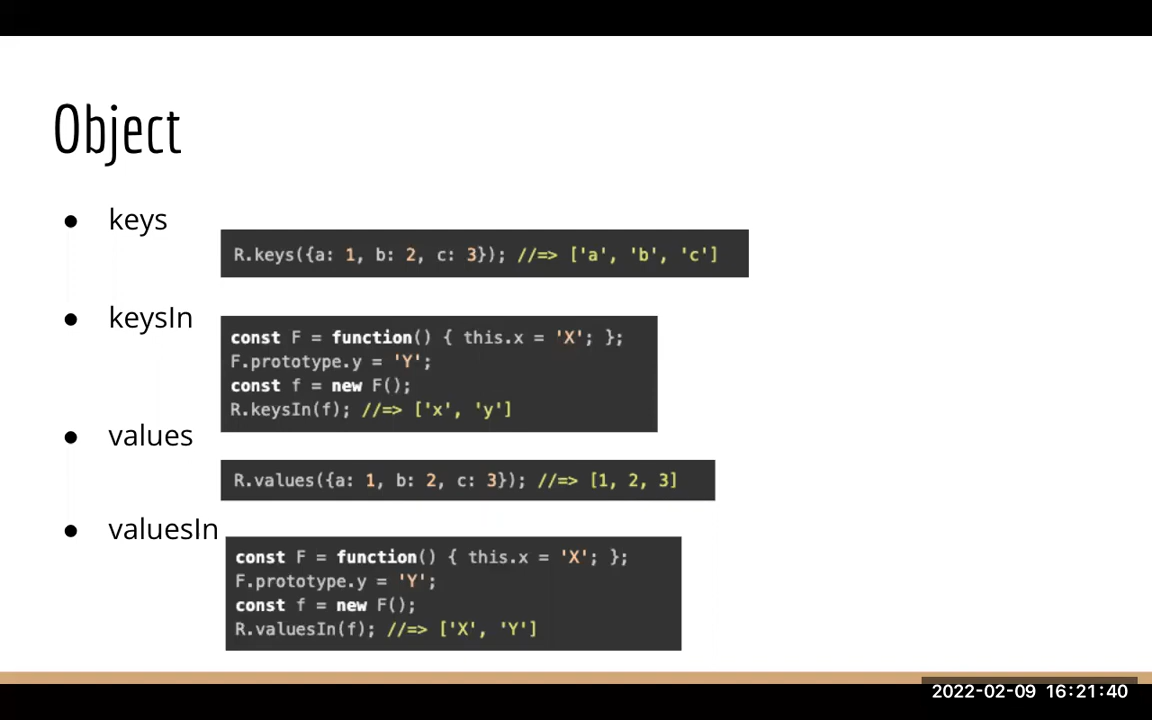 Object
● keys
R.keys({a: 1, b: 2, c: 3}); //=> ['a', 'b', 'c']
● keysIn
const F = function() { this.x = 'X'; };
F.prototype.y = 'Y';
const f = new F();
R.keysIn(f); //=> ['x', 'y']
● values
R.values({a: 1, b: 2, c: 3}); //=> [1, 2, 3]
● valuesIn
const F = function() { this.x = 'X'; };
F.prototype.y = 'Y';
const f = new F();
R.valuesIn(f); //=> ['X', 'Y']
2022-02-09 16:21:40